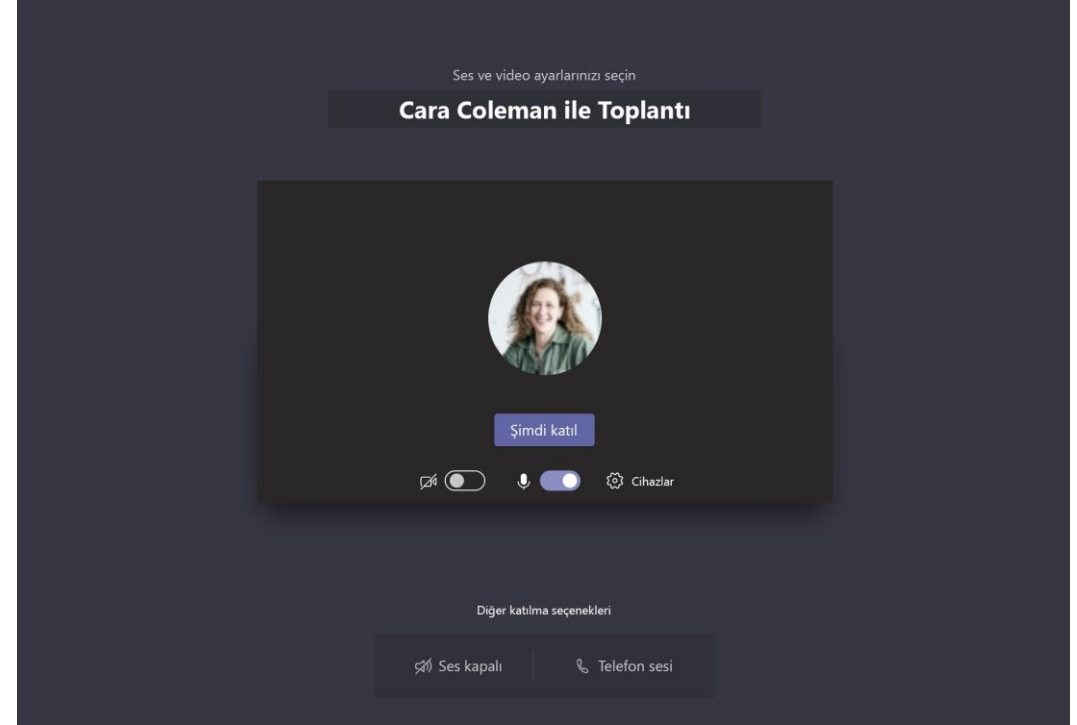 Ses ve video ayarlarınızı seçin
Cara Coleman ile Toplantı
Şimdi katıl
Cihazlar
Diğer katılma seçenekleri
Ses kapalı
Telefon sesi